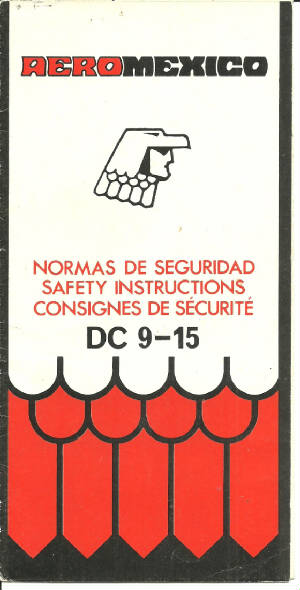 AEROMEXICO
NORMAS DE SEGURIDAD
SAFETY INSTRUCTIONS
CONSIGNES DE SÉCURITÉ
DC 9-15